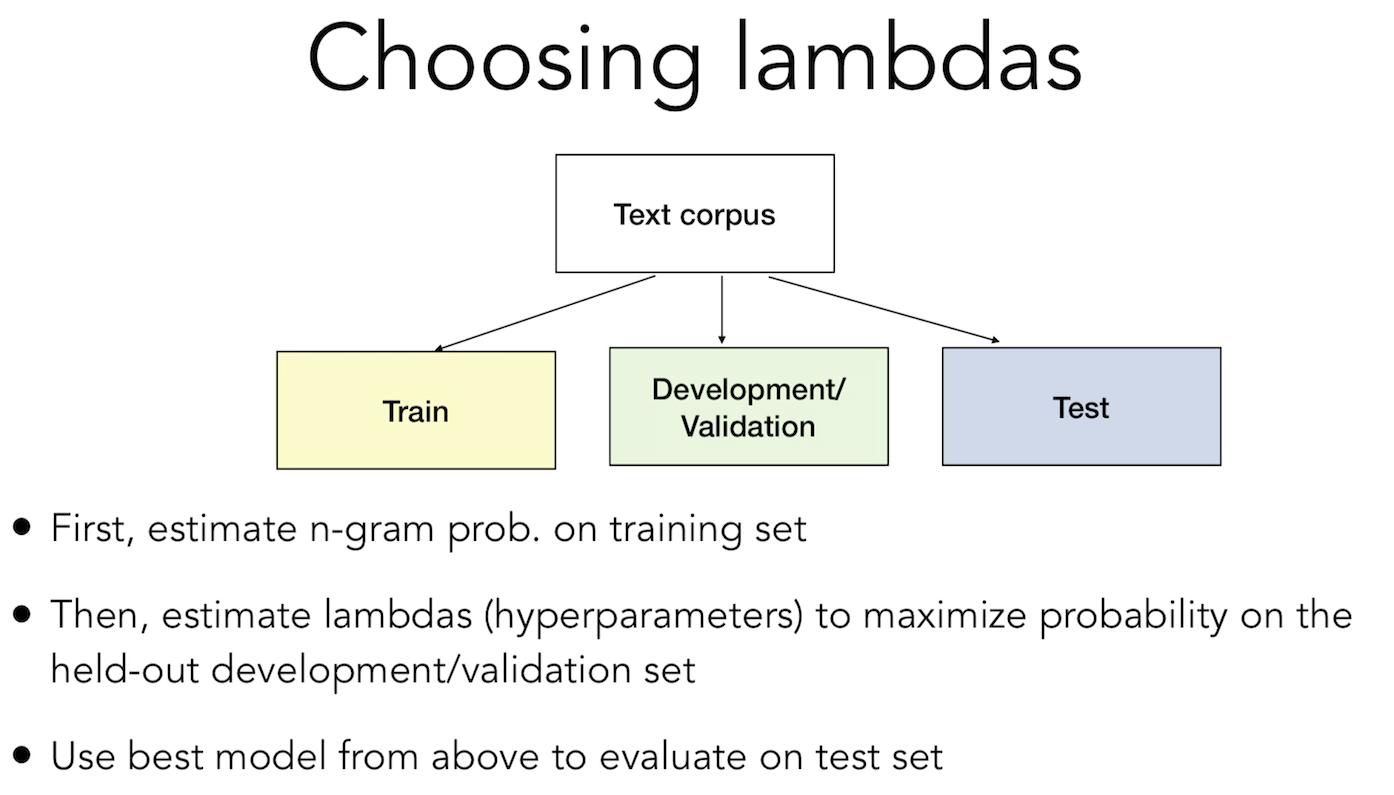 Choosing lambdas
Text corpus
Train
Development/
Validation
Test
• First, estimate n-gram prob. on training set
• Then, estimate lambdas (hyperparameters) to maximize probability on the
held-out development/validation set
• Use best model from above to evaluate on test set